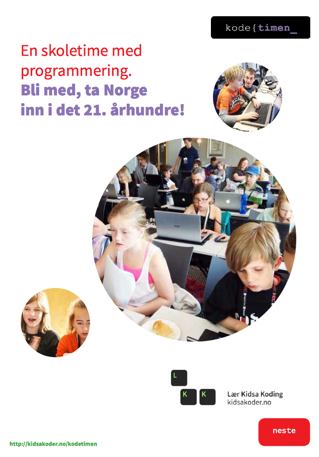 kode{timen_
En skoletime med
programmering.
Bli med, ta Norge
inn i det 21. århundre!
L
K K
Lær Kidsa Koding
kidsakoder.no
neste
http://kidsakoder.no/kodetimen